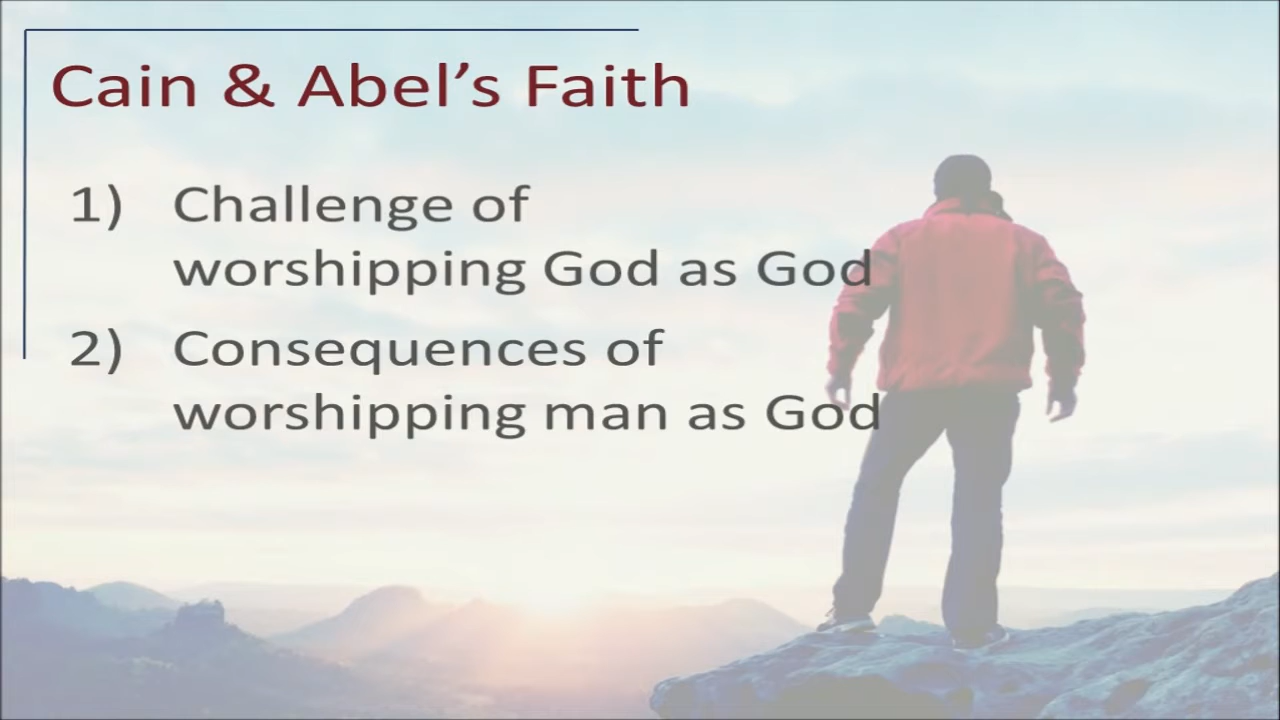 Cain & Abel’s Faith
1) Challenge of
worshipping God as God
2) Consequences of
worshipping man as God